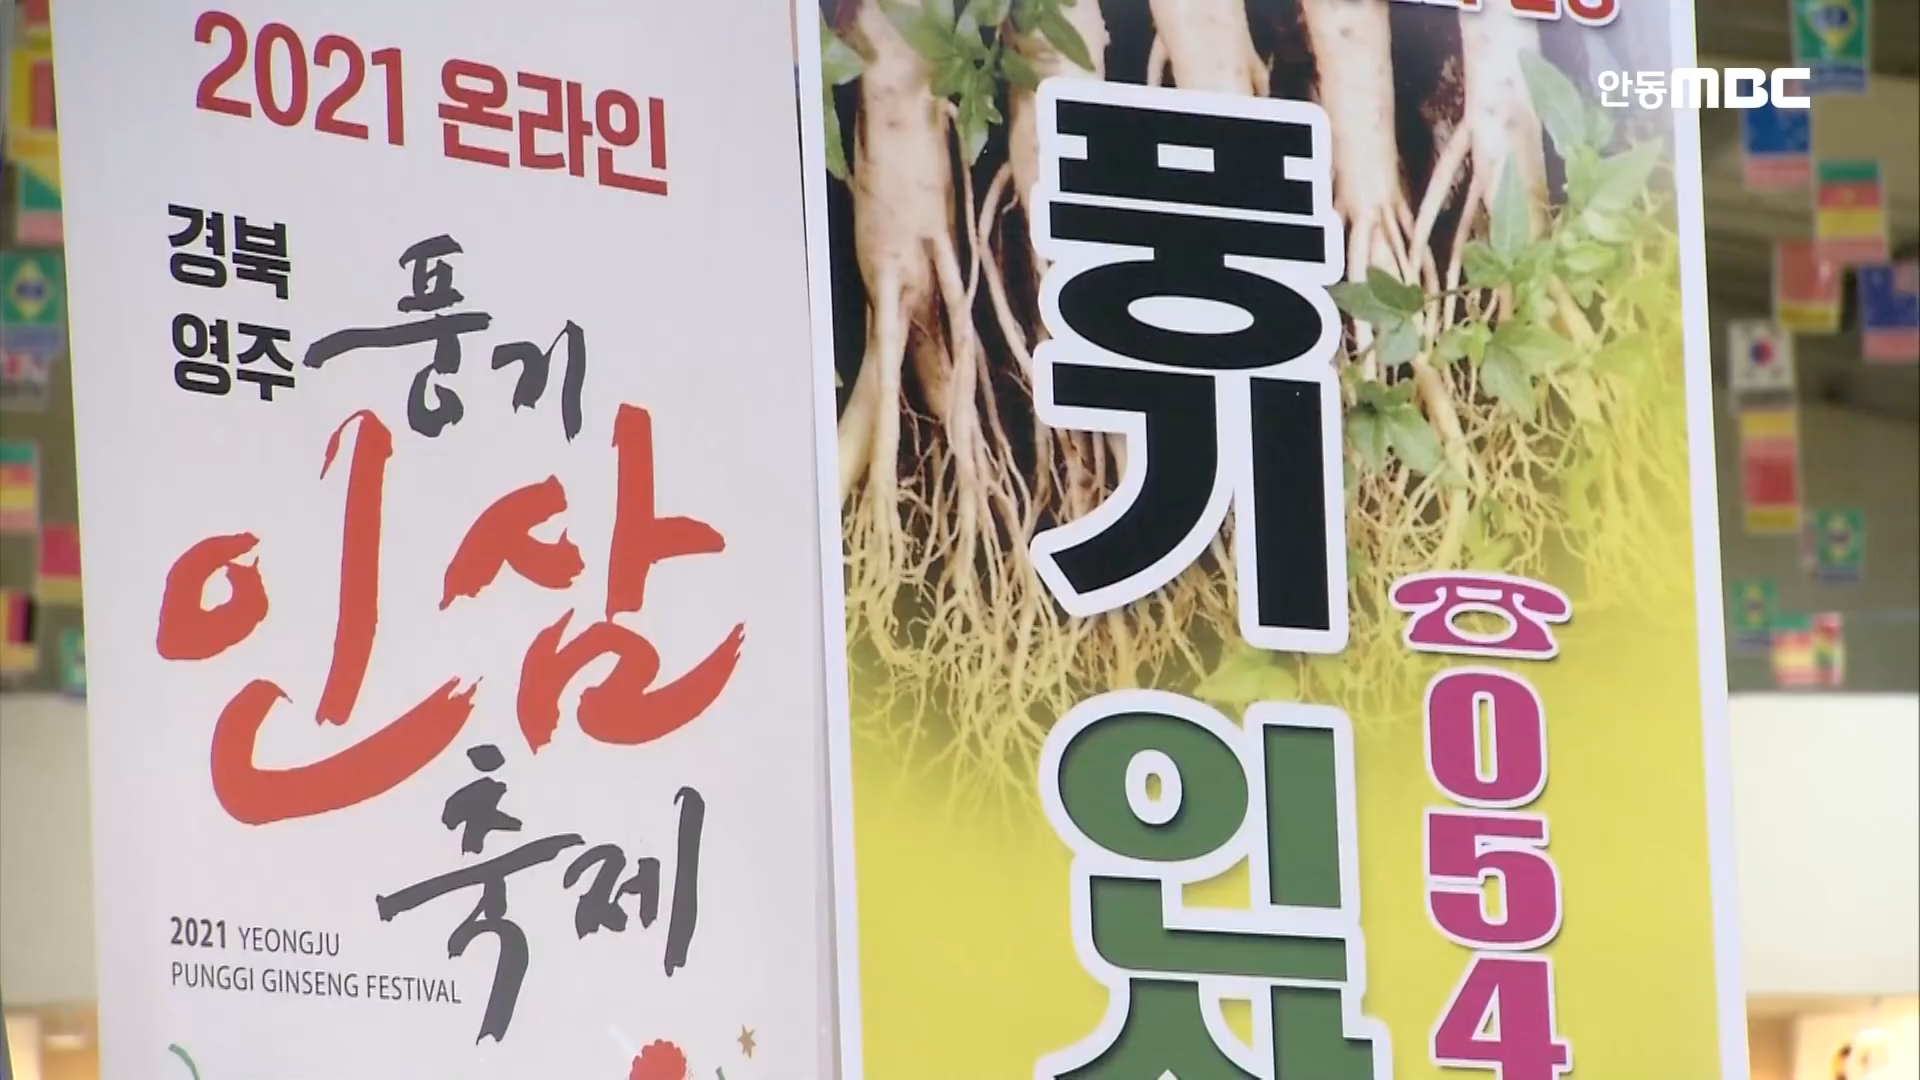 2021 온라인
경북
영주
풍기
인삼
축제
2021 YEONGJU
PUNGGI GINSENG FESTIVAL
풍기
인
☎054
안동MBC